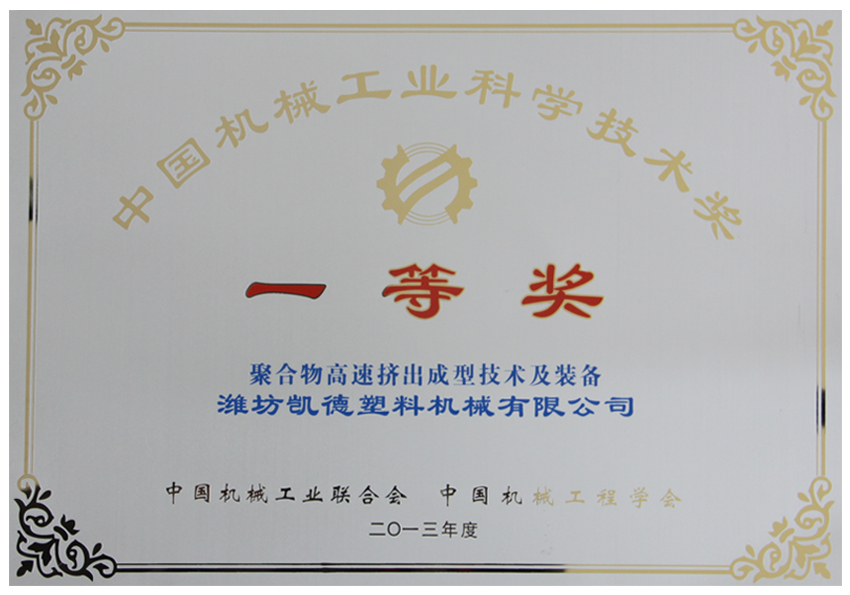 中国机械工业科学技术奖
一等奖
聚合物高速挤出成型技术及装备
潍坊凯德塑料机械有限公司
中国机械工业联合会 中国机械工程学会
二〇一三年度